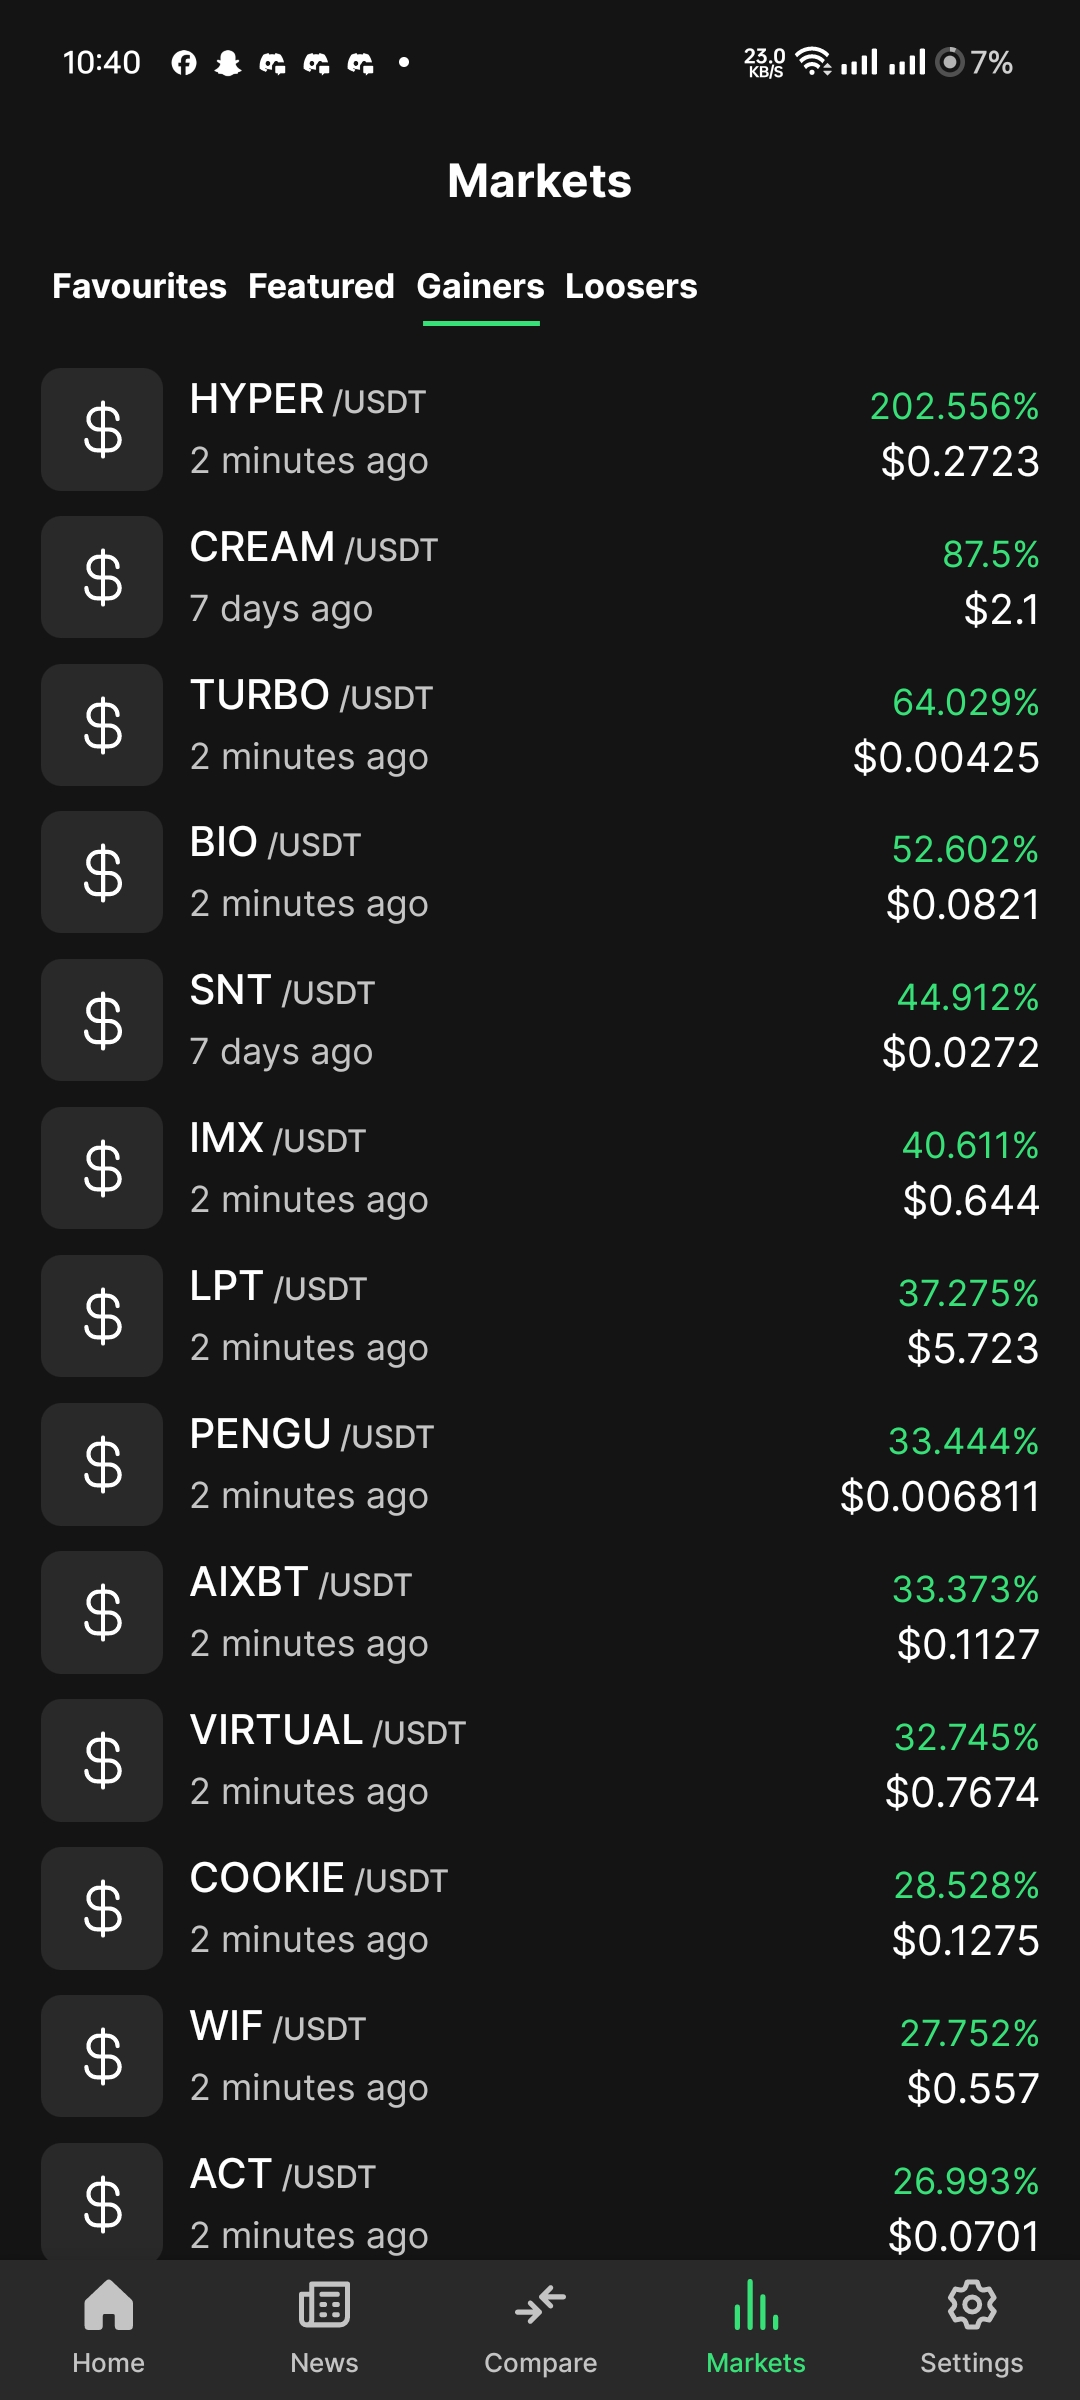 10:40
23.0 KB/S
7%
Markets
Favourites Featured Gainers Loosers
HYPER /USDT
202.556%
2 minutes ago
$0.2723
CREAM /USDT
87.5%
7 days ago
$2.1
TURBO /USDT
64.029%
2 minutes ago
$0.00425
BIO /USDT
52.602%
2 minutes ago
$0.0821
SNT /USDT
44.912%
7 days ago
$0.0272
IMX /USDT
40.611%
2 minutes ago
$0.644
LPT /USDT
37.275%
2 minutes ago
$5.723
PENGU /USDT
33.444%
2 minutes ago
$0.006811
AIXBT /USDT
33.373%
2 minutes ago
$0.1127
VIRTUAL /USDT
32.745%
2 minutes ago
$0.7674
COOKIE /USDT
28.528%
2 minutes ago
$0.1275
WIF /USDT
27.752%
2 minutes ago
$0.557
ACT /USDT
26.993%
2 minutes ago
$0.0701
Home News Compare Markets Settings